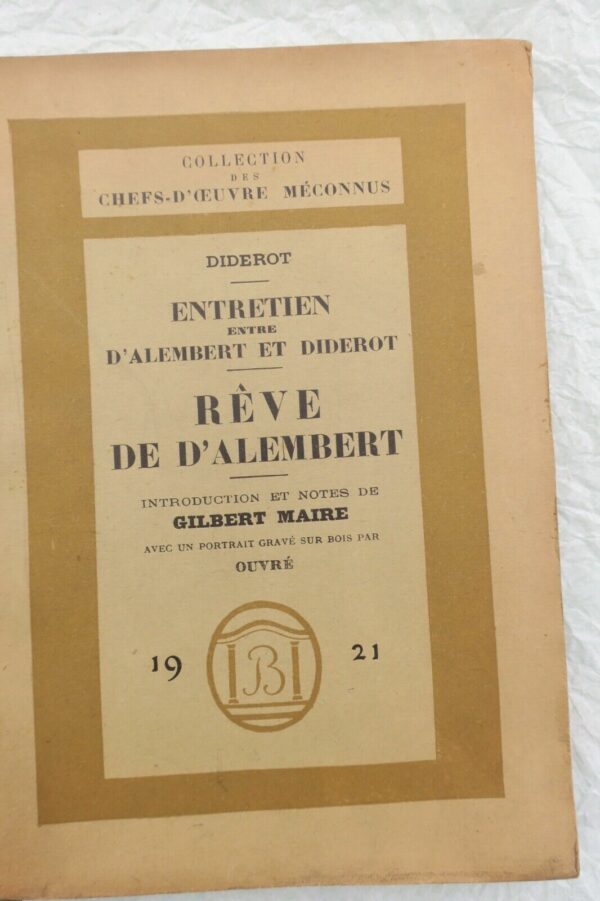 COLLECTION
DES
CHEFS-D'ŒUVRE MÉCONNUS
DIDEROT
ENTRETIEN
ENTRE
D'ALEMBERT ET DIDEROT
RÊVE
DE D'ALEMBERT
INTRODUCTION ET NOTES DE
GILBERT MAIRE
AVEC UN PORTRAIT GRAVÉ SUR BOIS PAR
OUVRÉ
19 B 21